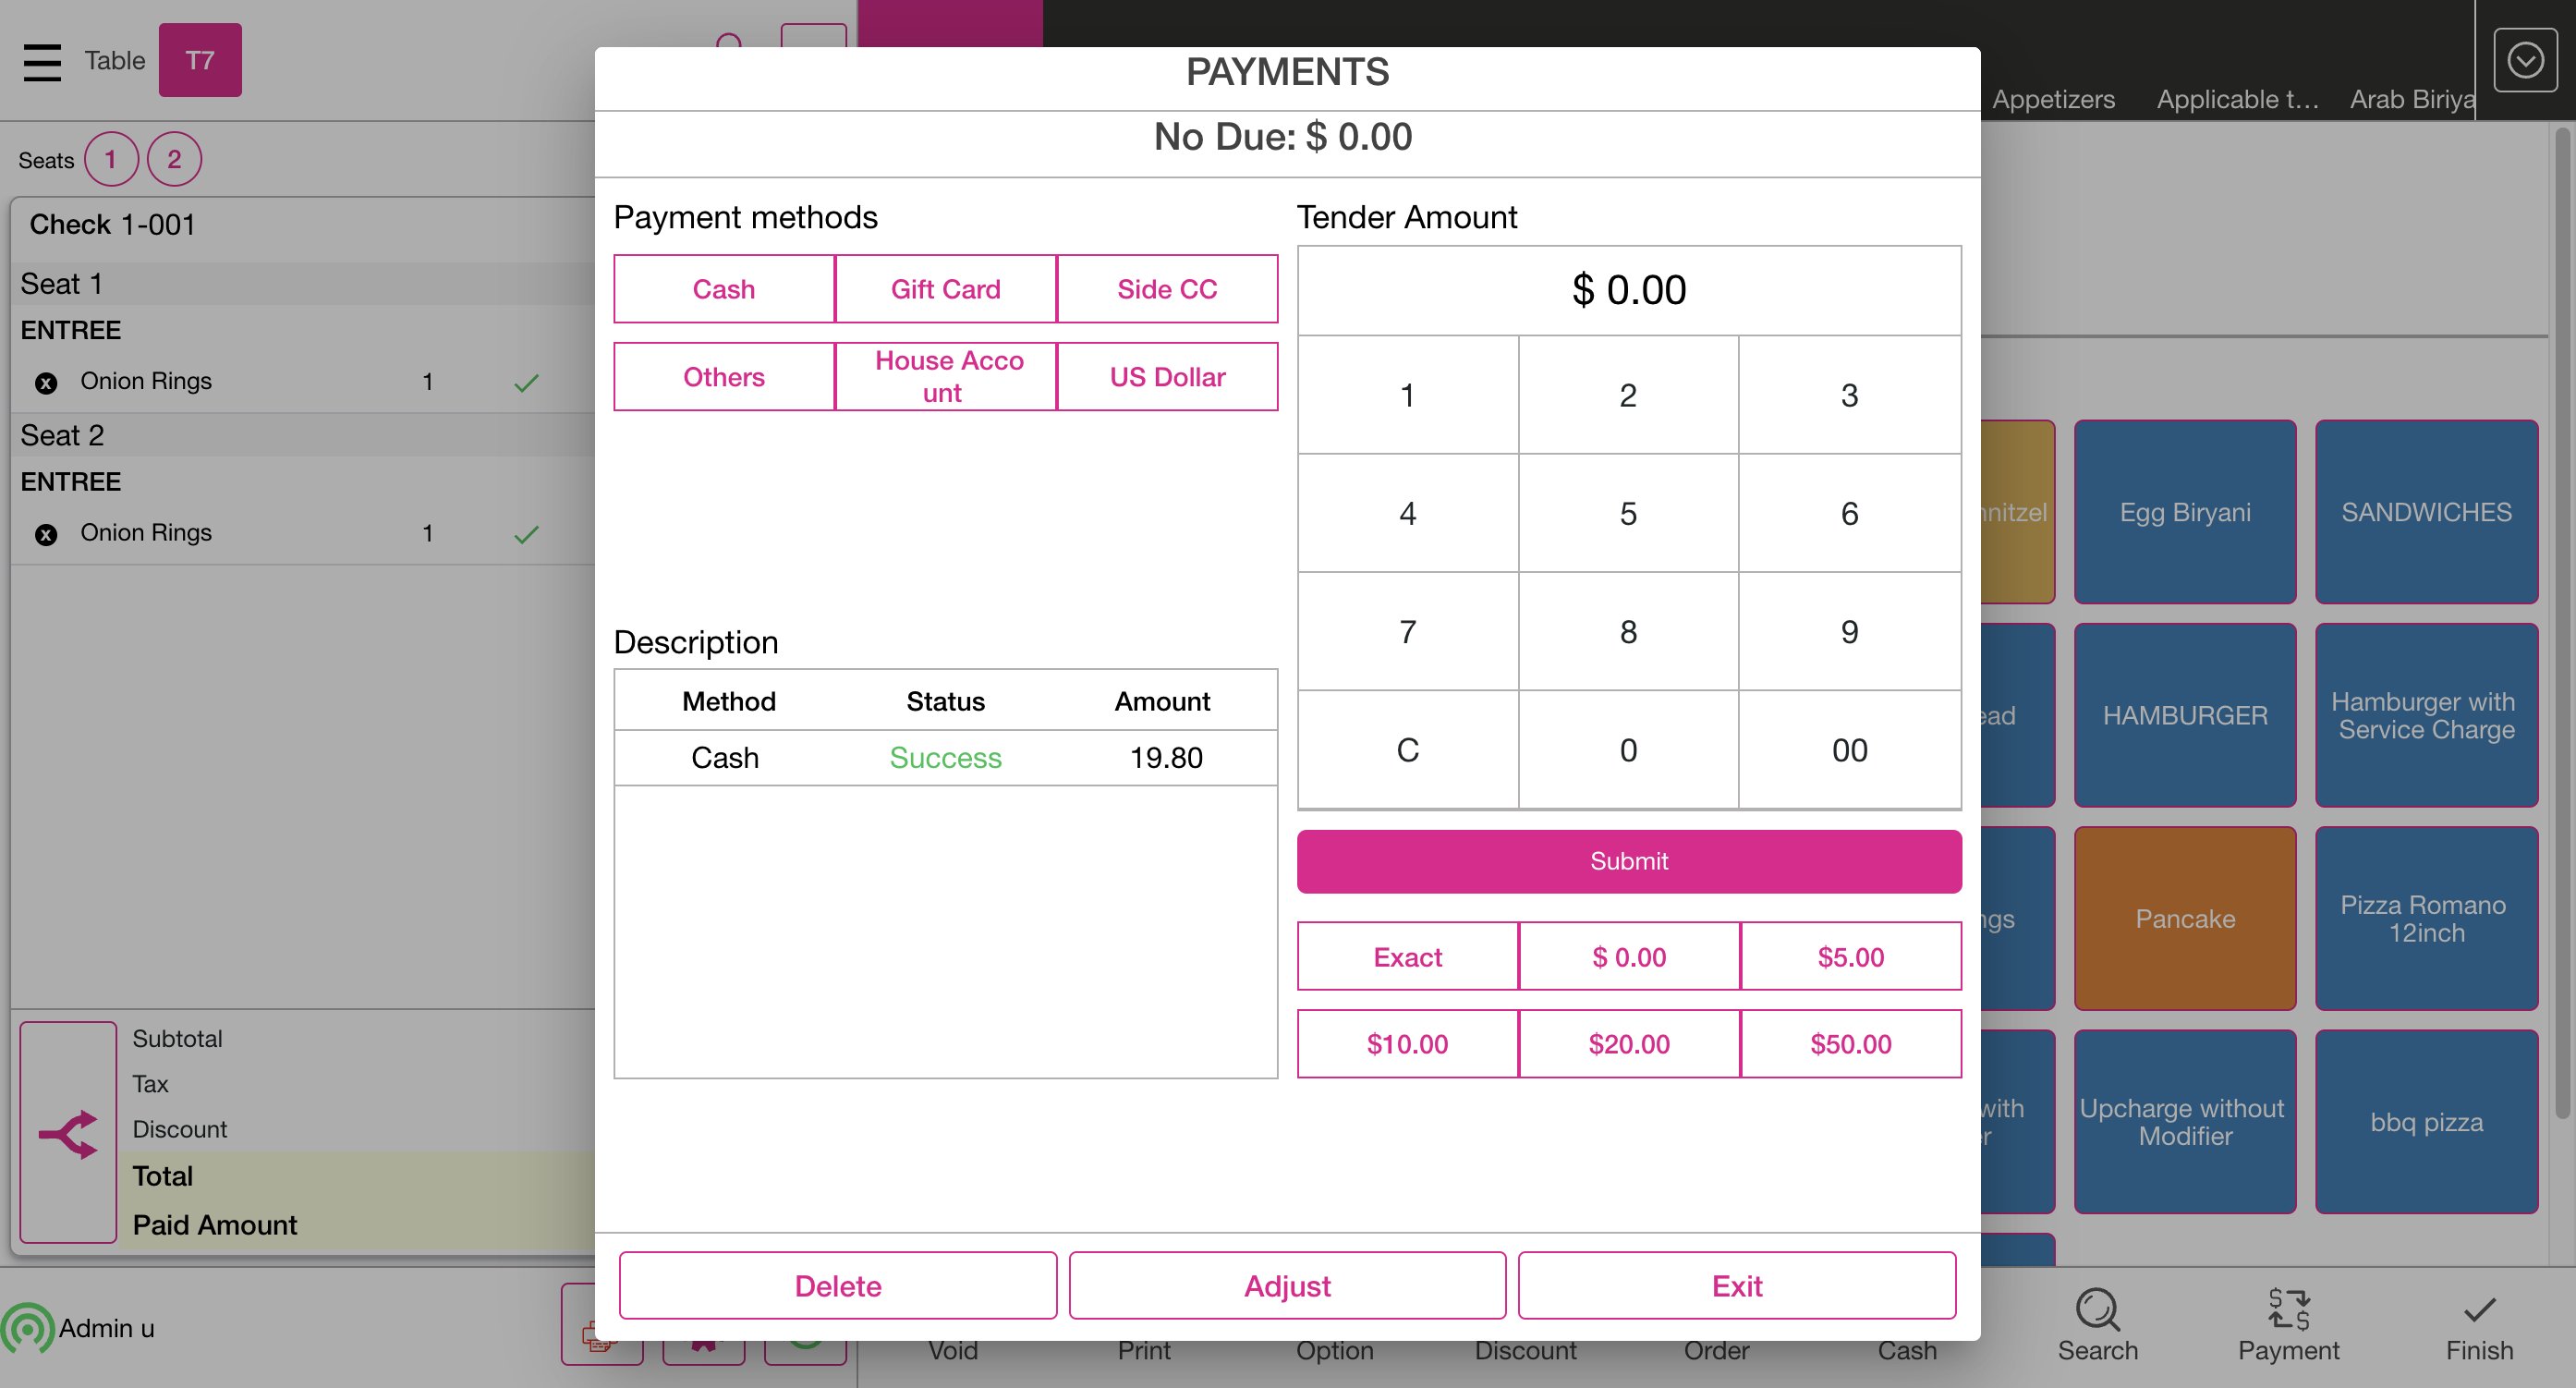 Table T7
Seats 1 2
Check 1-001
Seat 1
ENTREE
Onion Rings 1
Seat 2
ENTREE
Onion Rings 1
Subtotal
Tax
Discount
Total
Paid Amount
Admin u
PAYMENTS
No Due: $ 0.00
Payment methods
Cash Gift Card Side CC
Others House Acco
unt US Dollar
Description
Method Status Amount
Cash Success 19.80
Tender Amount
$ 0.00
1 2 3
4 5 6
7 8 9
C 0 00
Submit
Exact $ 0.00 $5.00
$10.00 $20.00 $50.00
Delete Adjust Exit
Appetizers Applicable t... Arab Biriya
nnitzel Egg Biryani SANDWICHES
ead HAMBURGER Hamburger with
Service Charge
ngs Pancake Pizza Romano
12inch
with
r Upcharge without
Modifier bbq pizza
Void Print Option Discount Order Cash Search Payment Finish